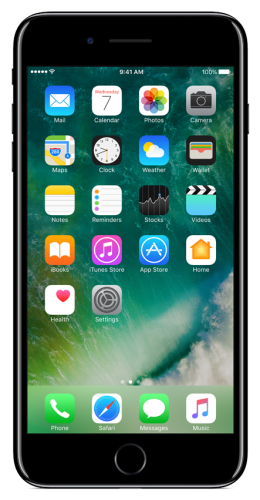 9:41 AM 100%
Wednesday
7
Mail Calendar Photos Camera
280
Maps Clock Weather Wallet
Notes Reminders Stocks Videos
iBooks iTunes Store App Store Home
Health Settings
Phone Safari Messages Music